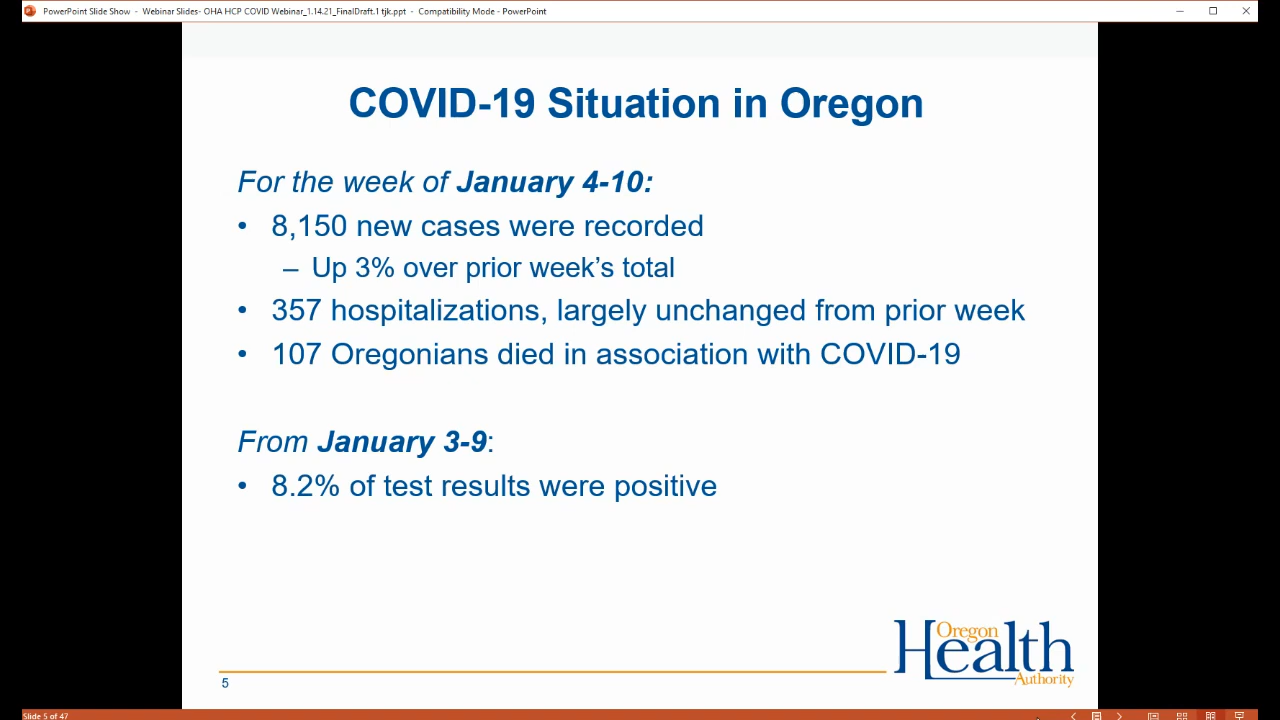 PowerPoint Slide Show - Webinar Slides- OHA HCP COVID Webinar_1.14.21_FinalDraft.1 tjk.ppt - Compatibility Mode - PowerPoint
COVID-19 Situation in Oregon
For the week of January 4-10:
• 8,150 new cases were recorded
– Up 3% over prior week’s total
• 357 hospitalizations, largely unchanged from prior week
• 107 Oregonians died in association with COVID-19
From January 3-9:
• 8.2% of test results were positive
Oregon
Health
Authority
5
Slide 5 of 47